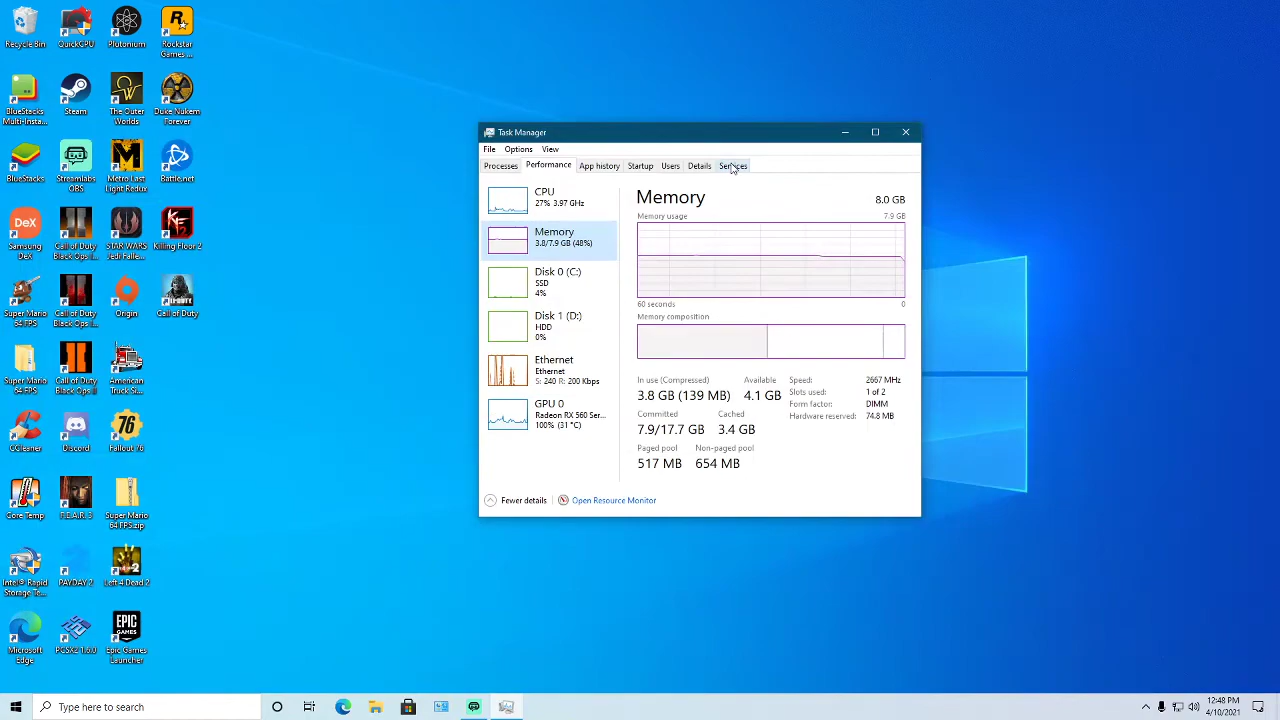 Recycle Bin
QuickCPU
Plutonium
Rockstar
Games ...
BlueStacks
Multi-Insta...
Steam
The Outer
Worlds
Duke Nukem
Forever
BlueStacks
Streamlabs
OBS
Metro Last
Light Redux
Battle.net
Samsung
DeX
Call of Duty
Black Ops ...
STAR WARS
Jedi Falle...
Killing Floor 2
Super Mario
64 FPS
Call of Duty
Black Ops I...
Origin
Call of Duty
Super Mario
64 FPS
Call of Duty
Black Ops I...
American
Truck Si...
CCleaner
Discord
Fallout 76
Core Temp
F.E.A.R. 3
Super Mario
64 FPS.zip
Intel® Rapid
Storage Te...
PAYDAY 2
Left 4 Dead 2
Microsoft
Edge
PCSX2 1.6.0
Epic Games
Launcher
Task Manager
File Options View
Processes Performance App history Startup Users Details Services
CPU
27% 3.97 GHz
Memory
3.8/7.9 GB (48%)
Disk 0 (C:)
SSD
4%
Disk 1 (D:)
HDD
0%
Ethernet
Ethernet
S: 240 R: 200 Kbps
GPU 0
Radeon RX 560 Ser...
100% (31 °C)
Memory 8.0 GB
Memory usage 7.9 GB
60 seconds 0
Memory composition
In use (Compressed) Available
3.8 GB (139 MB) 4.1 GB
Committed Cached
7.9/17.7 GB 3.4 GB
Paged pool Non-paged pool
517 MB 654 MB
Speed: 2667 MHz
Slots used: 1 of 2
Form factor: DIMM
Hardware reserved: 74.8 MB
Fewer details Open Resource Monitor
Type here to search
12:48 PM
4/10/2021